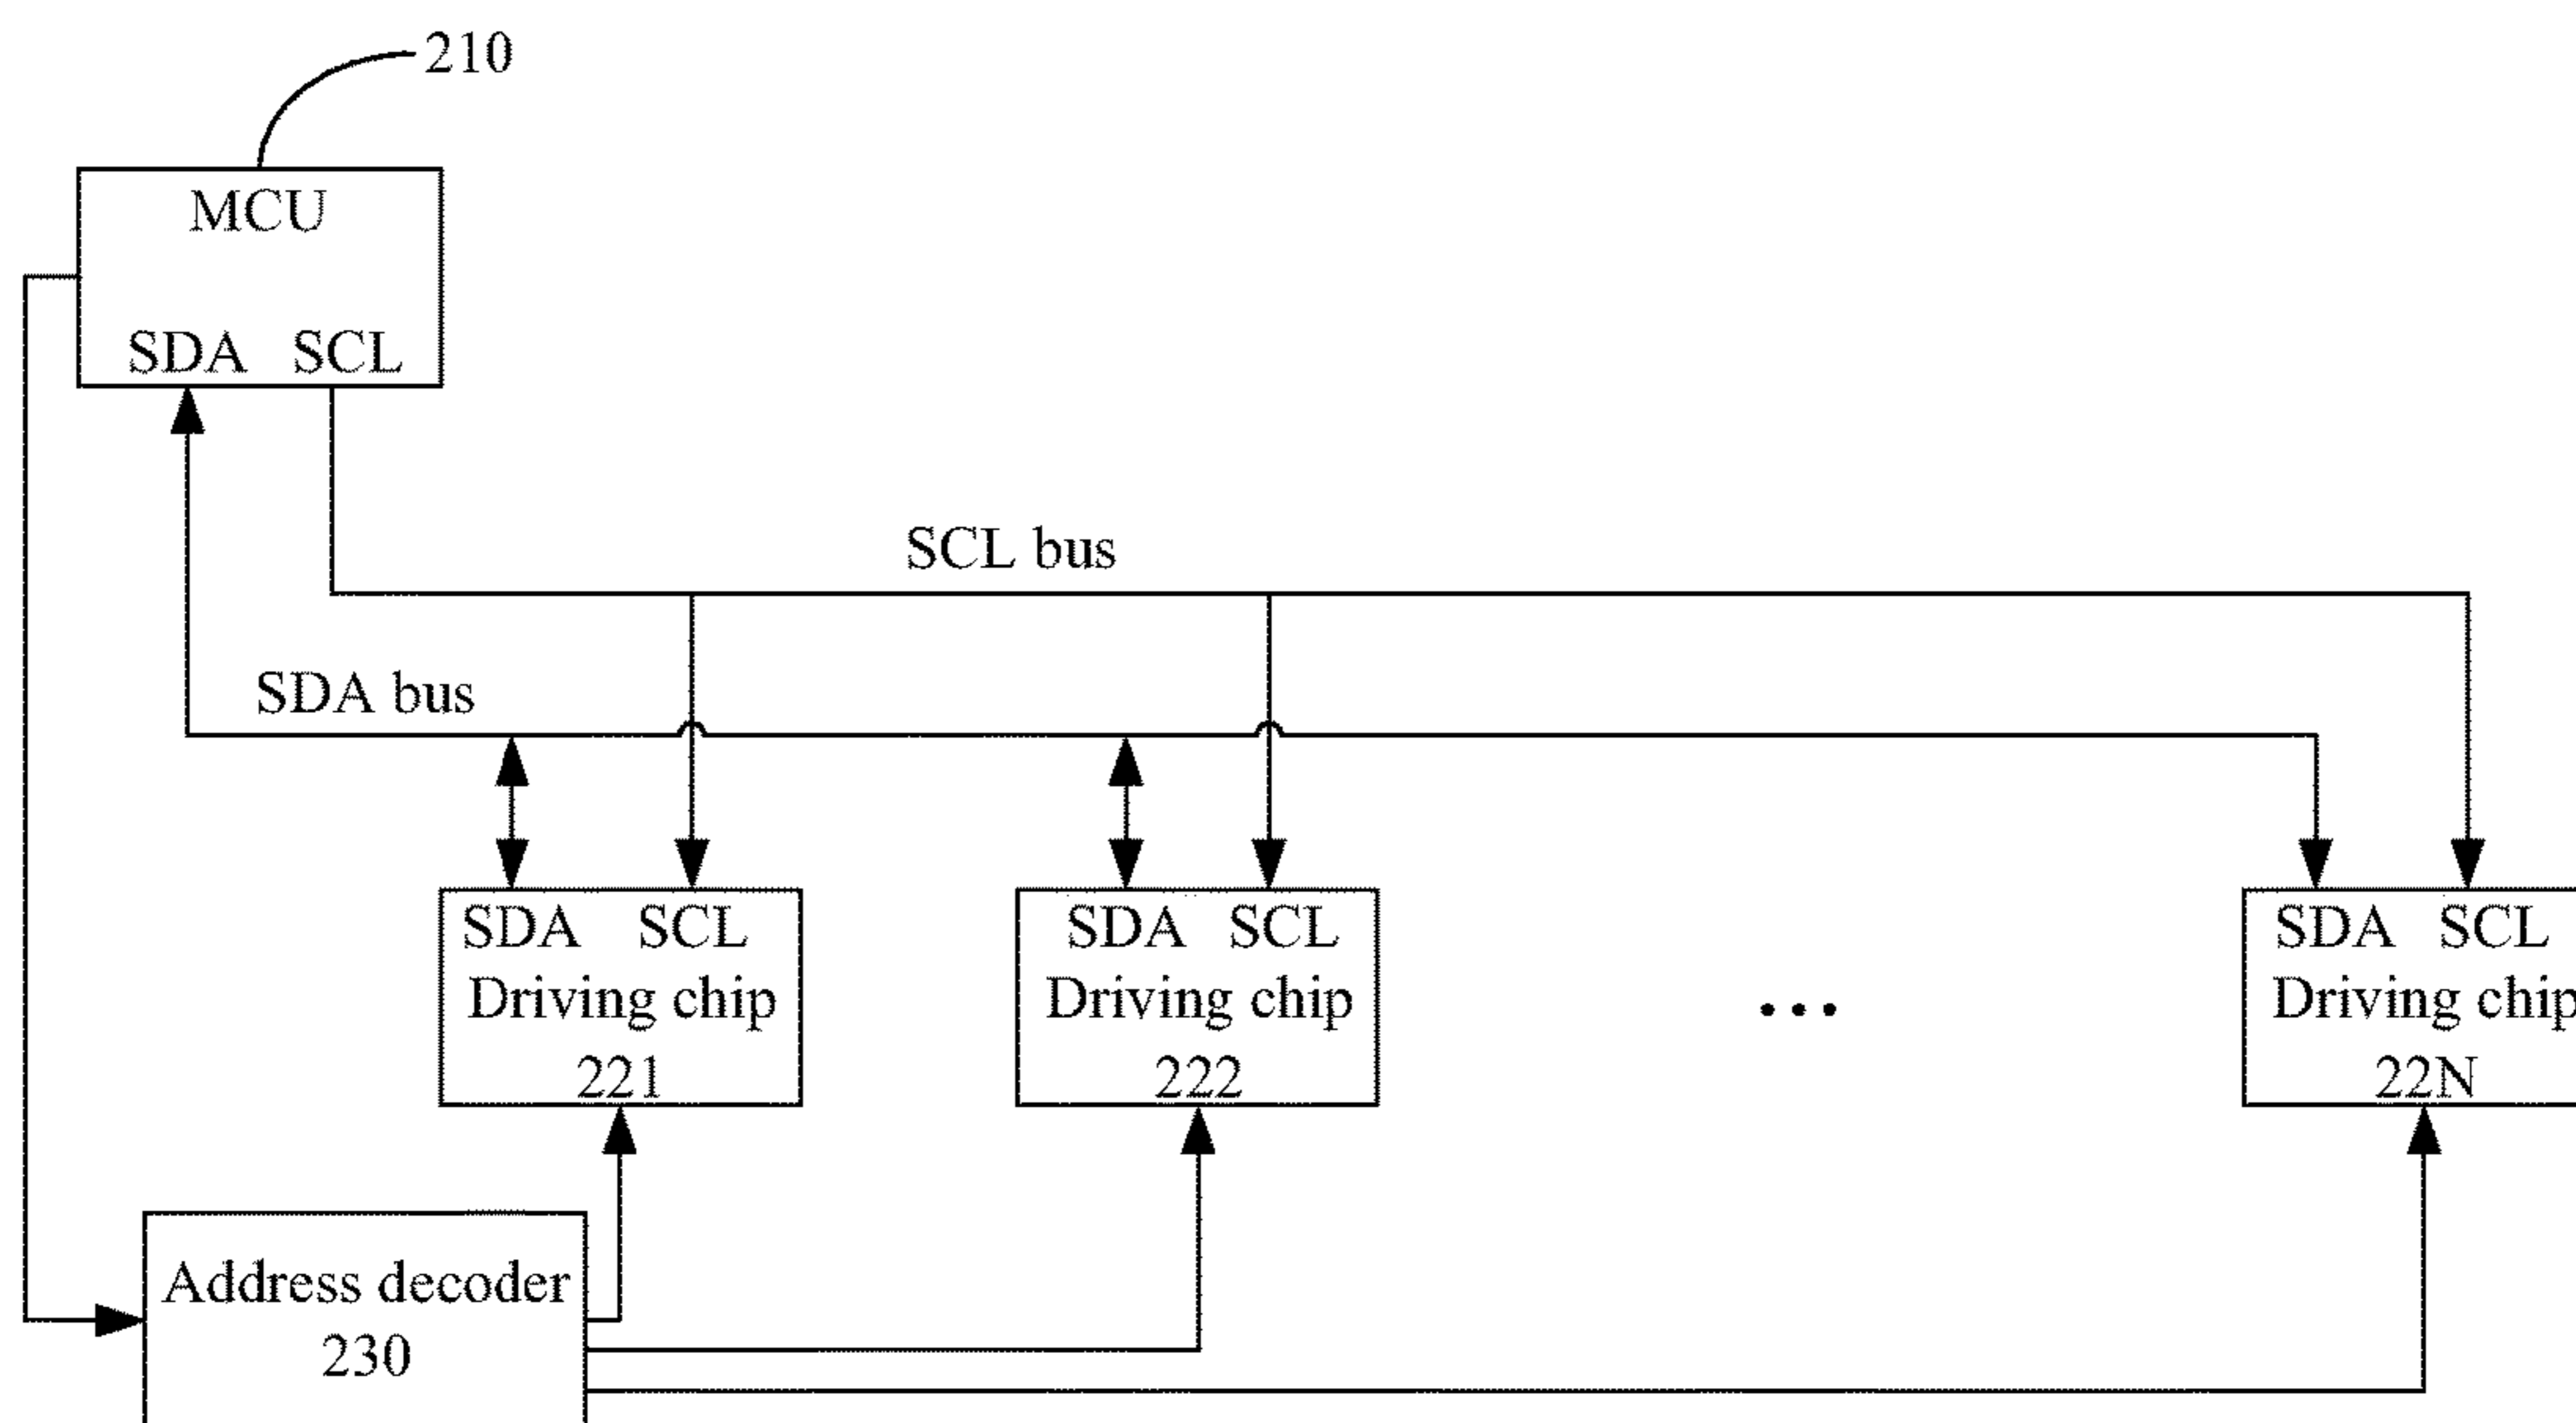 210
MCU
SDA SCL
SCL bus
SDA bus
SDA SCL
Driving chip
221
SDA SCL
Driving chip
222
...
SDA SCL
Driving chip
22N
Address decoder
230